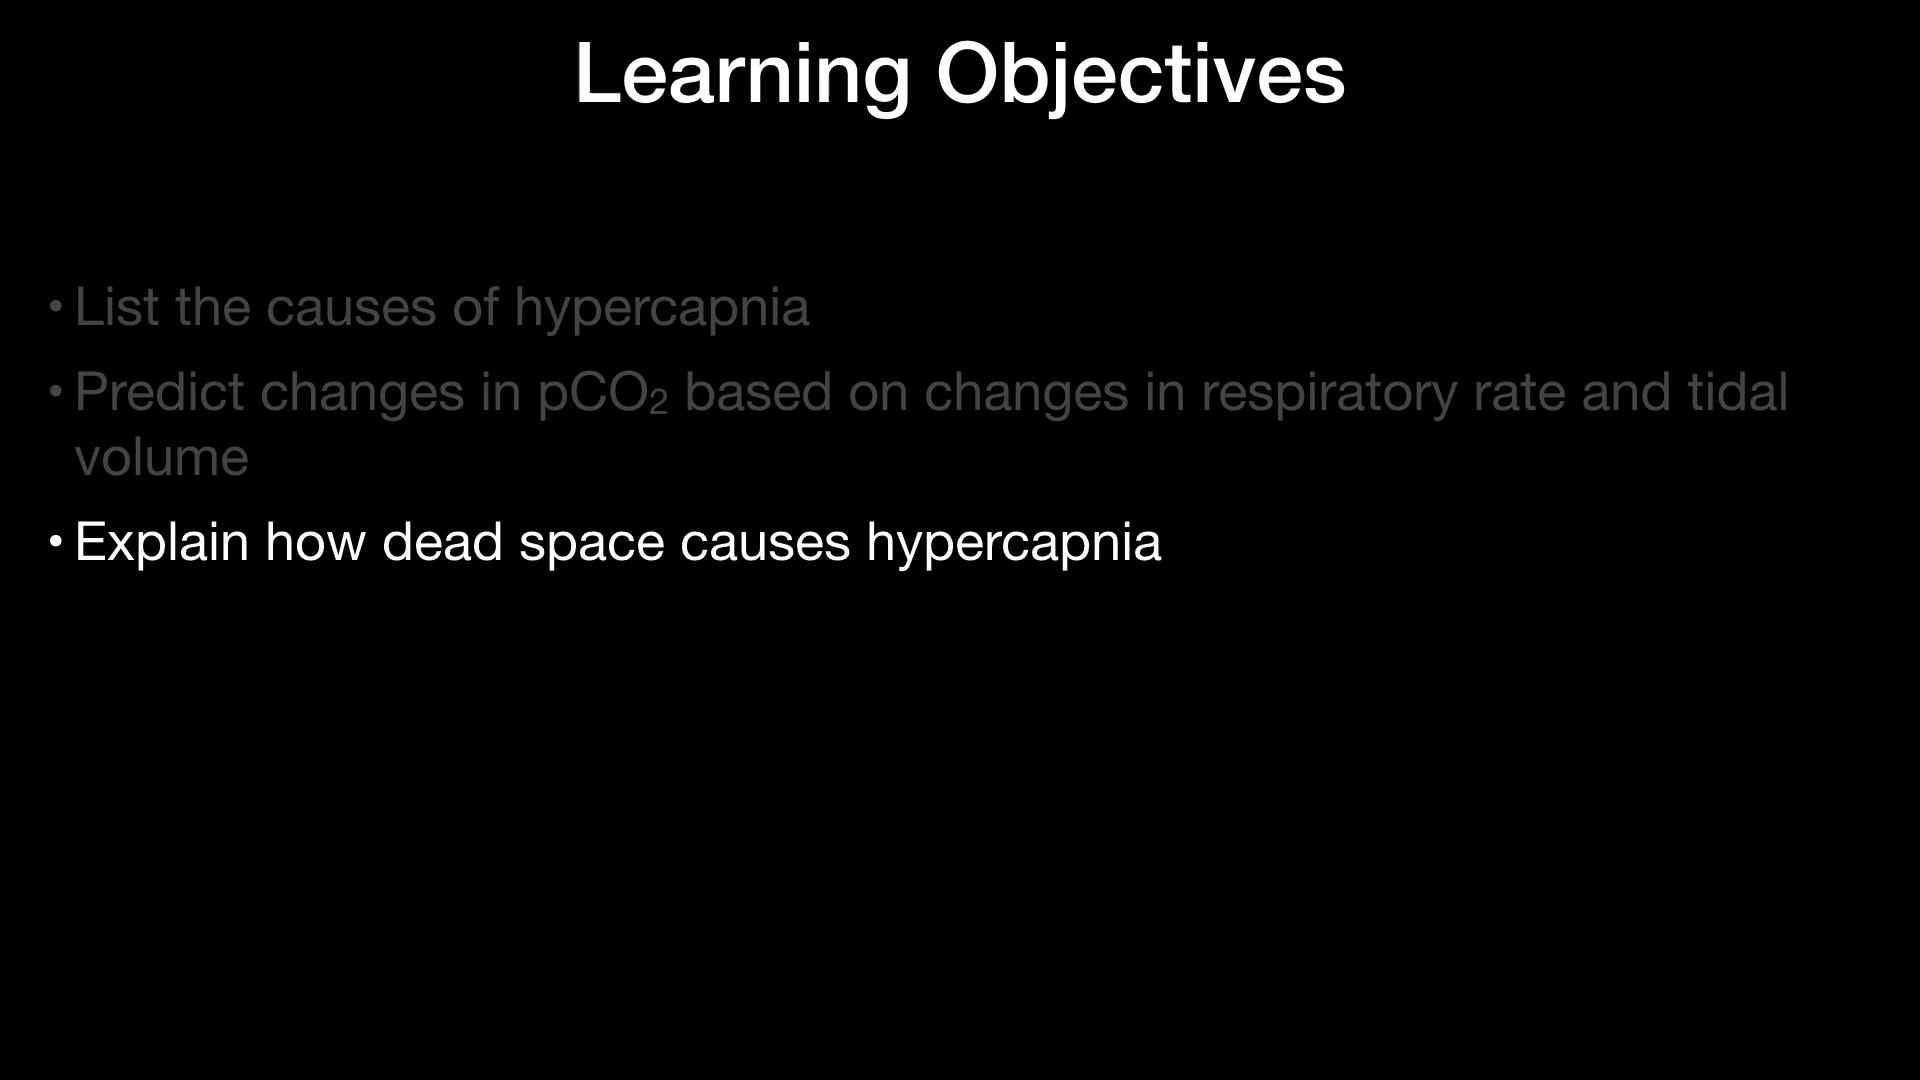 Learning Objectives
• List the causes of hypercapnia
• Predict changes in pCO₂ based on changes in respiratory rate and tidal
volume
• Explain how dead space causes hypercapnia